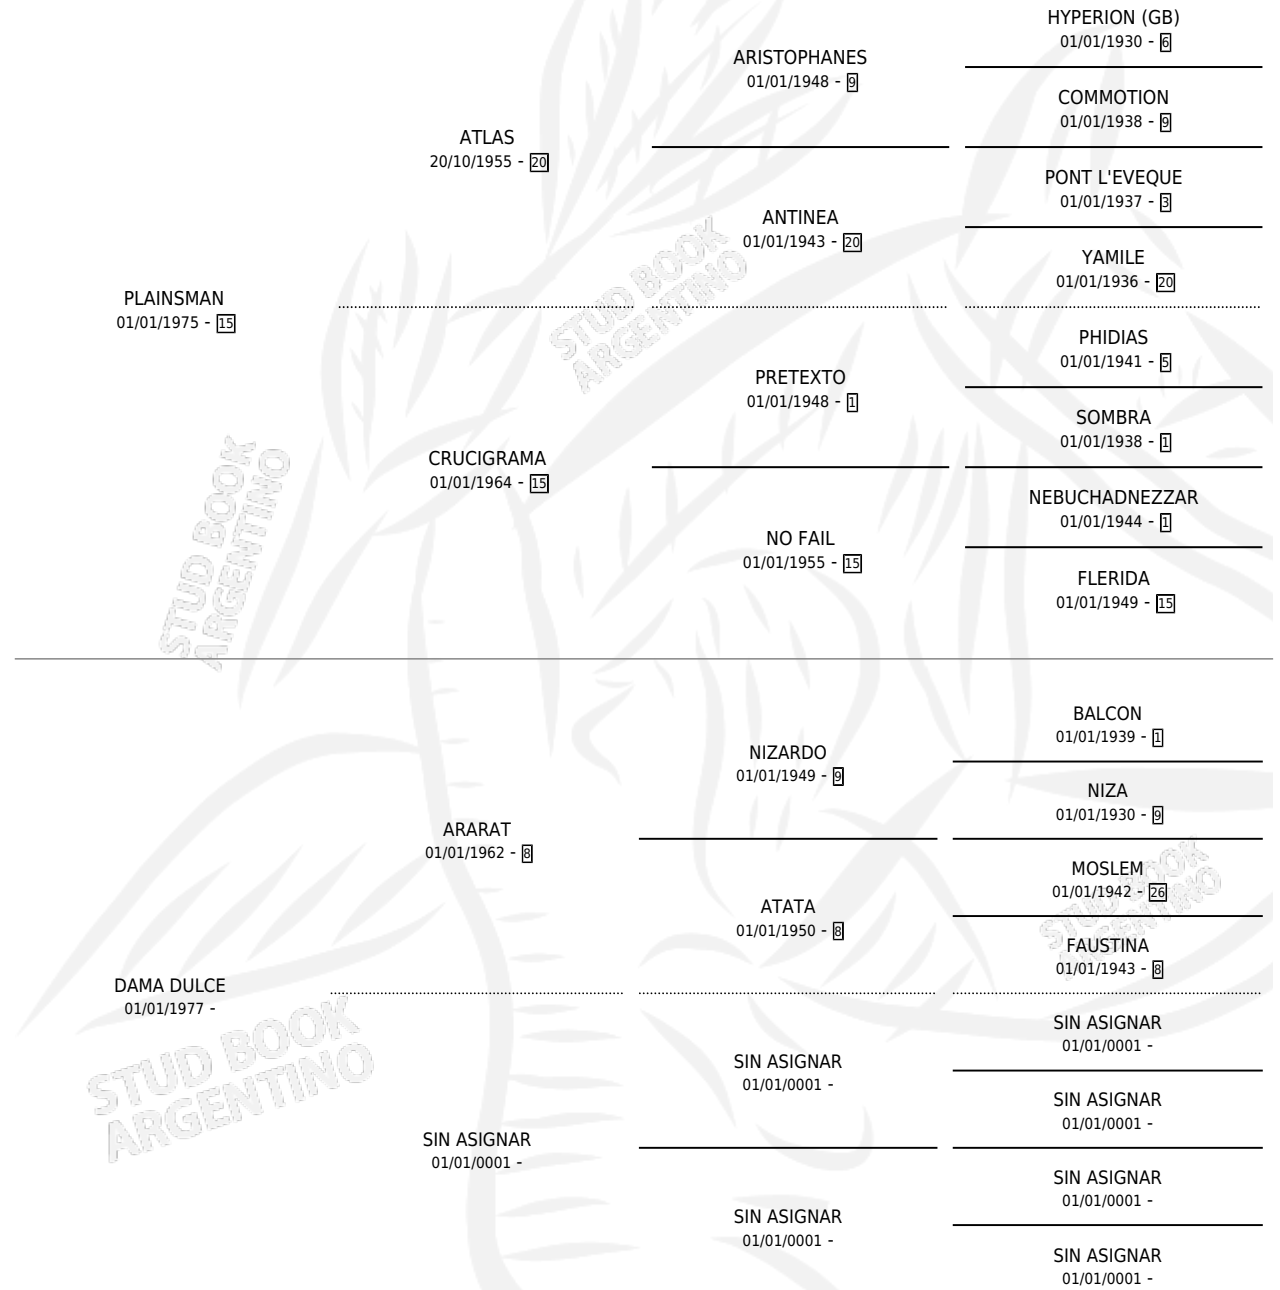 HYPERION (GB)
01/01/1930 - 6
ARISTOPHANES
01/01/1948 - 9
COMMOTION
01/01/1938 - 9
ATLAS
20/10/1955 - 20
PONT L'EVEQUE
01/01/1937 - 3
ANTINEA
01/01/1943 - 20
YAMILE
01/01/1936 - 20
PLAINSMAN
01/01/1975 - 15
PHIDIAS
01/01/1941 - 5
PRETEXTO
01/01/1948 - 1
SOMBRA
01/01/1938 - 1
CRUCIGRAMA
01/01/1964 - 15
NEBUCHADNEZZAR
01/01/1944 - 1
NO FAIL
01/01/1955 - 15
FLERIDA
01/01/1949 - 15
STUD BOOK
ARGENTINO
STUD BOOK
ARGENTINO
BALCON
01/01/1939 - 1
NIZARDO
01/01/1949 - 9
NIZA
01/01/1930 - 9
ARARAT
01/01/1962 - 8
MOSLEM
01/01/1942 - 26
ATATA
01/01/1950 - 8
FAUSTINA
01/01/1943 - 8
DAMA DULCE
01/01/1977 -
SIN ASIGNAR
01/01/0001 -
SIN ASIGNAR
01/01/0001 -
SIN ASIGNAR
01/01/0001 -
SIN ASIGNAR
01/01/0001 -
SIN ASIGNAR
01/01/0001 -
SIN ASIGNAR
01/01/0001 -
SIN ASIGNAR
01/01/0001 -
STUD BOOK
ARGENTINO
STUD BOOK
ARGENTINO